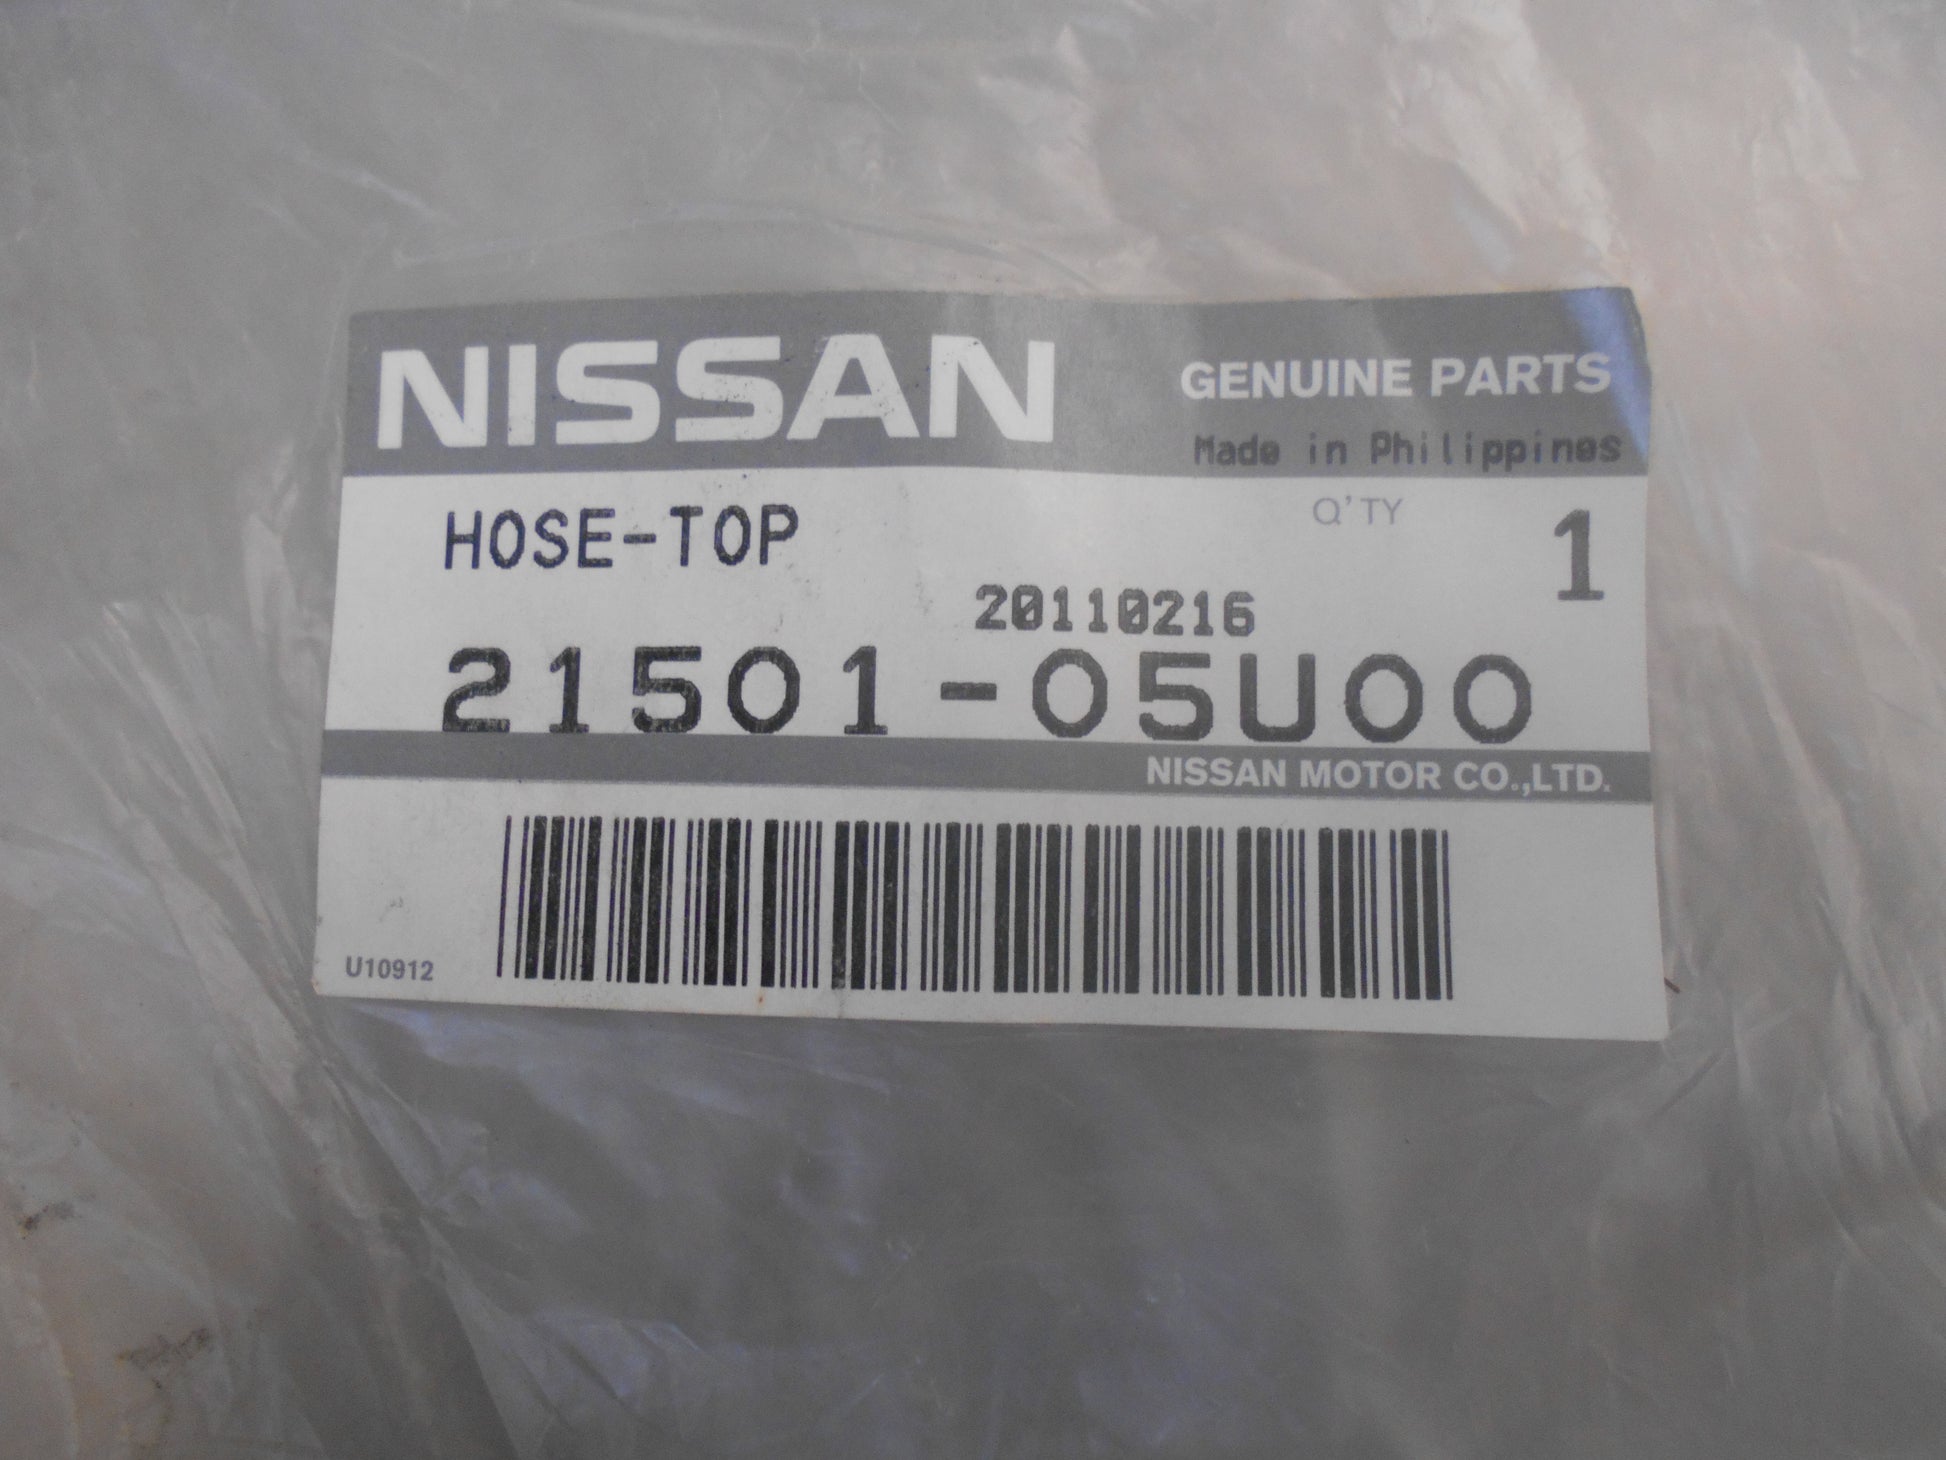 NISSAN
GENUINE PARTS
Made in Philippines
HOSE-TOP
Q'TY 1
20110216
21501-05U00
NISSAN MOTOR CO.,LTD.
U10912